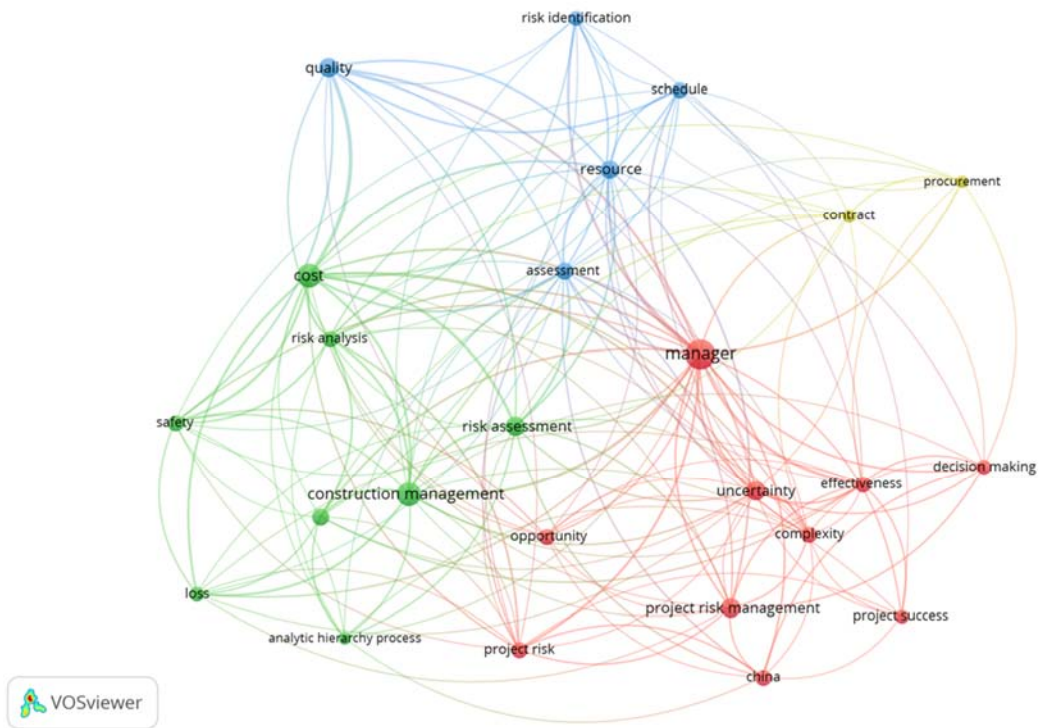 risk identification
quality
schedule
resource
procurement
contract
assessment
cost
risk analysis
manager
safety
risk assessment
decision making
effectiveness
uncertainty
construction management
complexity
opportunity
loss
project risk management
project success
analytic hierarchy process
project risk
china
VOSviewer